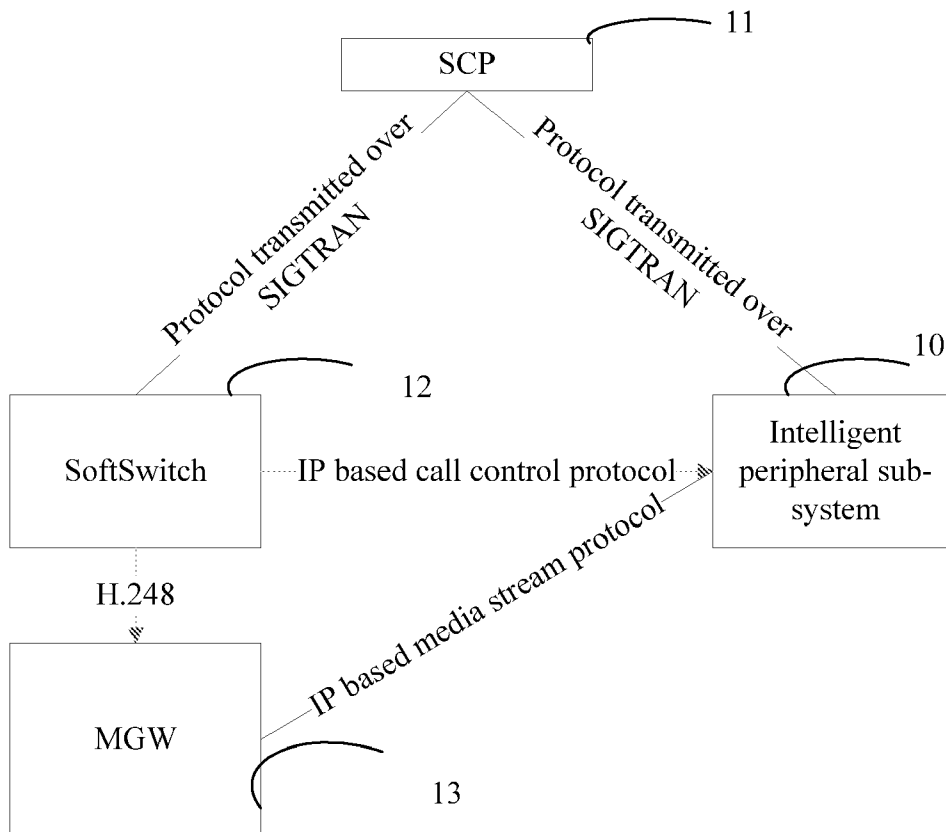 11
SCP
Protocol transmitted over
SIGTRAN
Protocol transmitted over
SIGTRAN
10
12
SoftSwitch
IP based call control protocol
Intelligent
peripheral sub-
system
H.248
IP based media stream protocol
MGW
13